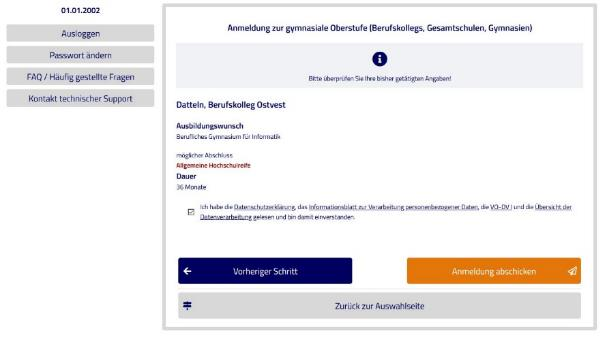 01.01.2002
Ausloggen
Passwort ändern
FAQ / Häufig gestellte Fragen
Kontakt technischer Support
Anmeldung zur gymnasiale Oberstufe (Berufskollegs, Gesamtschulen, Gymnasien)
Bitte überprüfen Sie Ihre bisher getätigten Angaben!
Datteln, Berufskolleg Ostvest
Ausbildungswunsch
Berufliches Gymnasium für Informatik
möglicher Abschluss
Allgemeine Hochschulreife
Dauer
36 Monate
Ich habe die Datenschutzerklärung, das Informationsblatt zur Verarbeitung personenbezogener Daten, die VO-DV I und die Übersicht der
Datenverarbeitung gelesen und bin damit einverstanden.
Vorheriger Schritt
Anmeldung abschicken
Zurück zur Auswahlseite